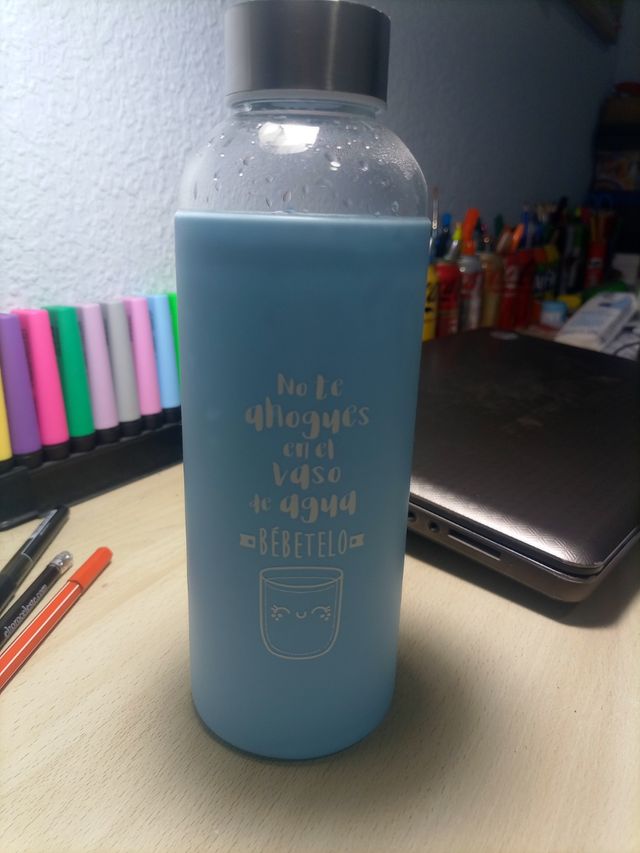 No te
ahogues
en el
vaso
de agua
BÉBETELO